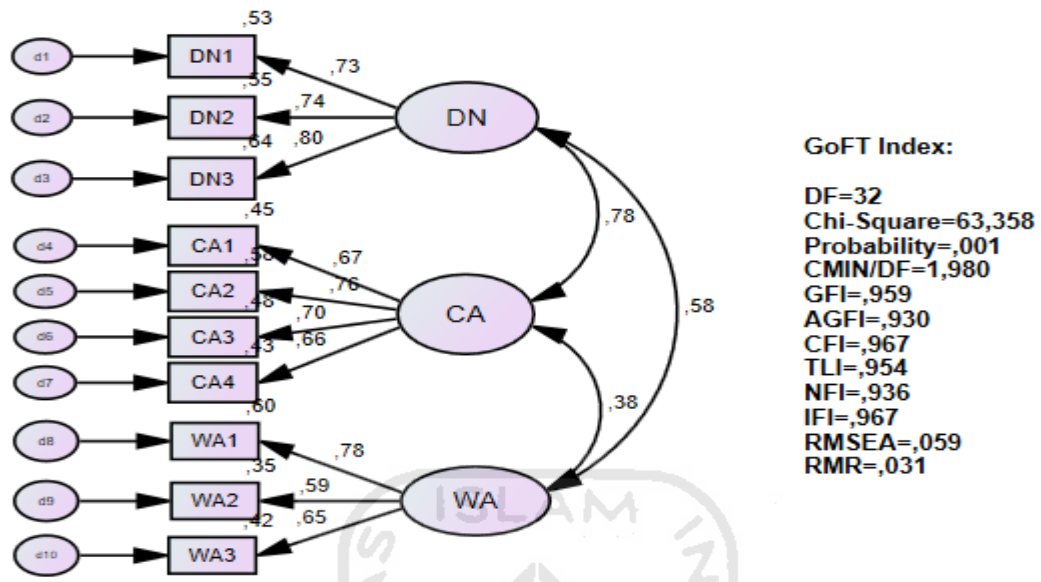 ,53
d1 DN1
,73
,55
d2 DN2
,74
DN
,64
,80
d3 DN3
,45
,78
d4 CA1
,67
,58
d5 CA2
,76
CA
,48
,70
d6 CA3
,43
,66
d7 CA4
,58
,60
,38
d8 WA1
,78
,35
d9 WA2
,59
WA
,42
,65
d10 WA3
ISLAM
GoFT Index:
DF=32
Chi-Square=63,358
Probability=,001
CMIN/DF=1,980
GFI=,959
AGFI=,930
CFI=,967
TLI=,954
NFI=,936
IFI=,967
RMSEA=,059
RMR=,031